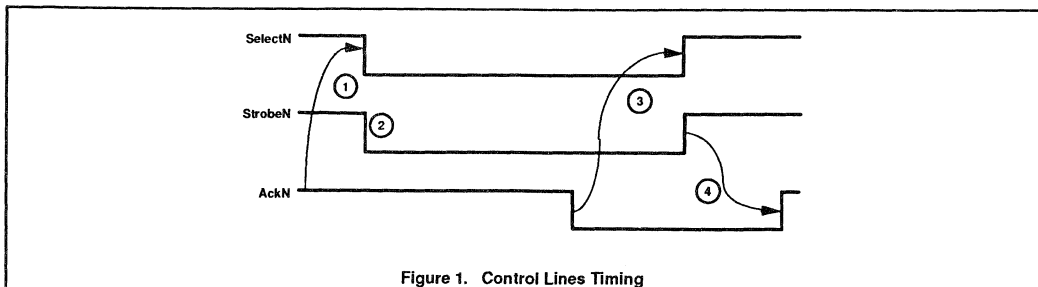 SelectN
1
3
StrobeN
2
4
AckN
Figure 1. Control Lines Timing